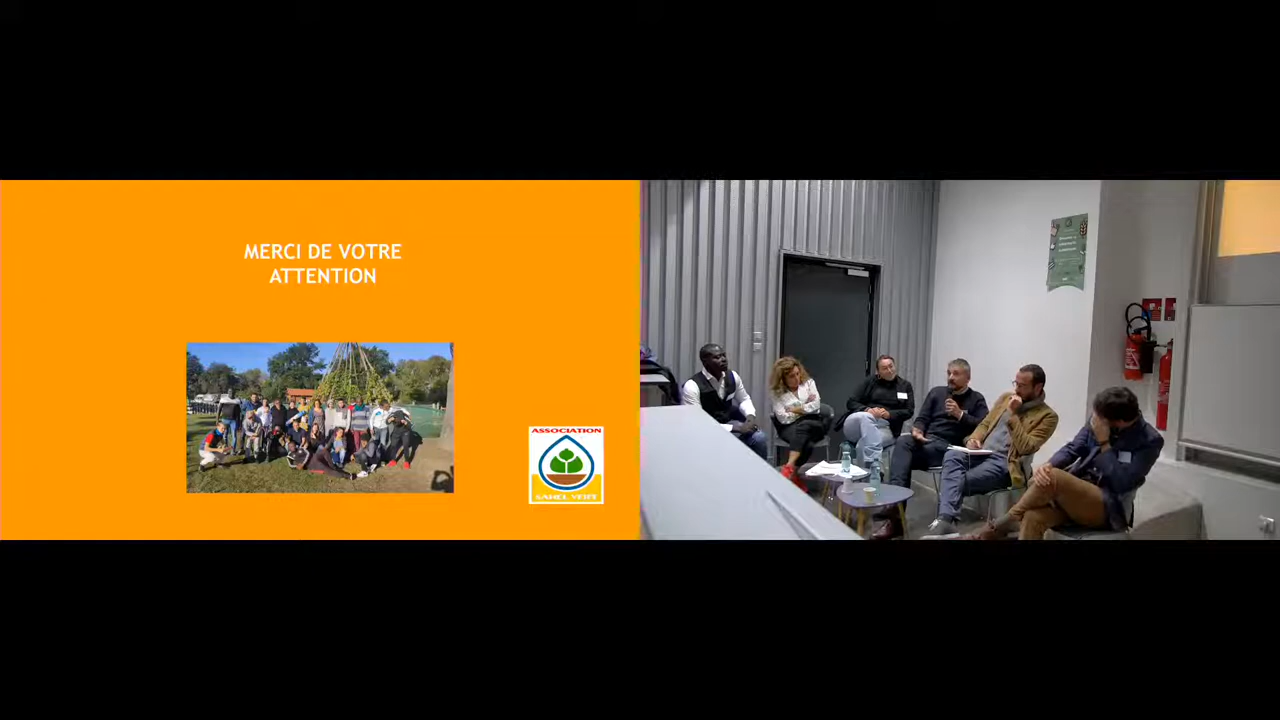 MERCI DE VOTRE
ATTENTION
ASSOCIATION
SAHEL VERT